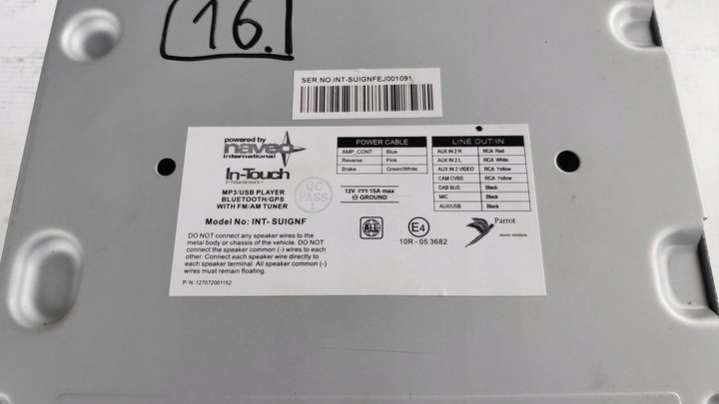 16.
SER.NO.INT-SUIGNFEJ001091
powered by
naveo
international
In-Touch
MP3/USB PLAYER
BLUETOOTH/GPS
WITH FM/AM TUNER
QC
PASS
Model No: INT- SUIGNF
DO NOT connect any speaker wires to the
metal body or chassis of the vehicle. DO NOT
connect the speaker common (-) wires to each
other. Connect each speaker wire directly to
each speaker terminal. All speaker common (-)
wires must remain floating.
P/N: 127072001152
POWER CABLE
AMP_CONT Blue
Reverse Pink
Brake Green/White
12V 15A max
GROUND
E4
10R - 05 3682
LINE OUT/IN
AUX IN 2 R RCA Red
AUX IN 2 L RCA White
AUX IN 2 VIDEO RCA Yellow
CAM CVBS RCA Yellow
DAB BUS Black
MIC Black
AUX/USB Black
Parrot